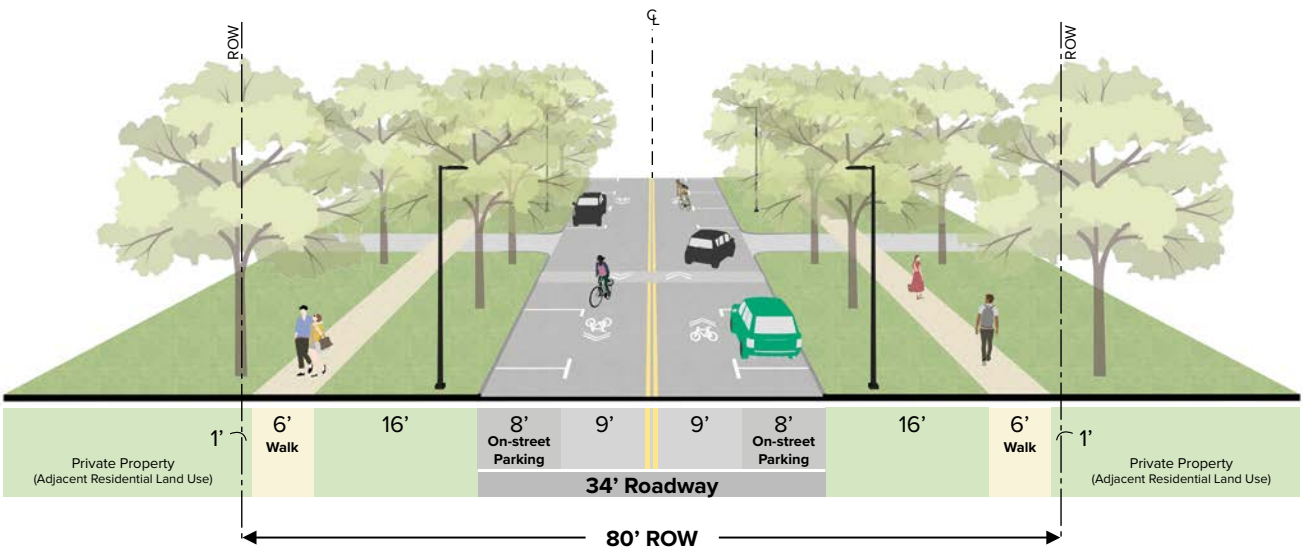 ROW
℄
ROW
1’
6’
Walk
16’
8’
On-street
Parking
9’
9’
8’
On-street
Parking
16’
6’
Walk
1’
Private Property
(Adjacent Residential Land Use)
Private Property
(Adjacent Residential Land Use)
34’ Roadway
80’ ROW